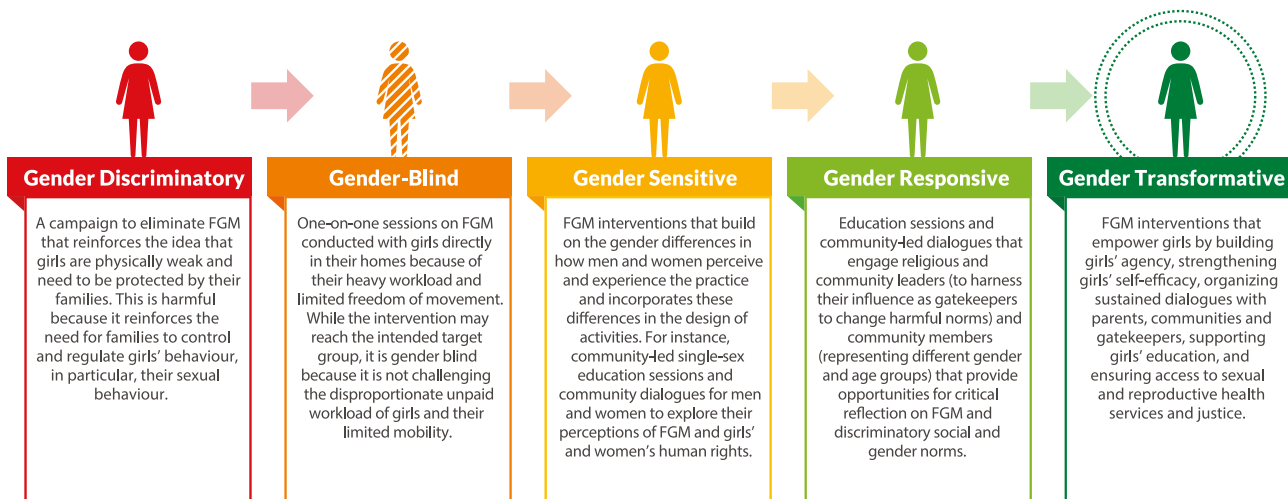 Gender Discriminatory
A campaign to eliminate FGM
that reinforces the idea that
girls are physically weak and
need to be protected by their
families. This is harmful
because it reinforces the
need for families to control
and regulate girls’ behaviour,
in particular, their sexual
behaviour.
Gender-Blind
One-on-one sessions on FGM
conducted with girls directly
in their homes because of
their heavy workload and
limited freedom of movement.
While the intervention may
reach the intended target
group, it is gender blind
because it is not challenging
the disproportionate unpaid
workload of girls and their
limited mobility.
Gender Sensitive
FGM interventions that build
on the gender differences in
how men and women perceive
and experience the practice
and incorporates these
differences in the design of
activities. For instance,
community-led single-sex
education sessions and
community dialogues for men
and women to explore their
perceptions of FGM and girls’
and women’s human rights.
Gender Responsive
Education sessions and
community-led dialogues that
engage religious and
community leaders (to harness
their influence as gatekeepers
to change harmful norms) and
community members
(representing different gender
and age groups) that provide
opportunities for critical
reflection on FGM and
discriminatory social and
gender norms.
Gender Transformative
FGM interventions that
empower girls by building
girls’ agency, strengthening
girls’ self-efficacy, organizing
sustained dialogues with
parents, communities and
gatekeepers, supporting
girls’ education, and
ensuring access to sexual
and reproductive health
services and justice.